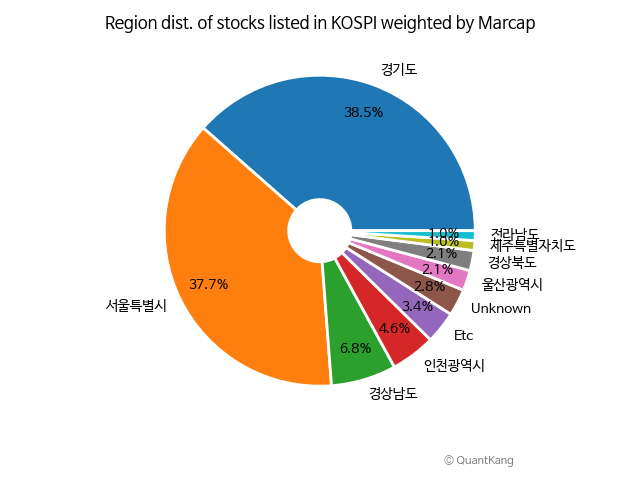 Region dist. of stocks listed in KOSPI weighted by Marcap
경기도
38.5%
전라남도
1.0%
제주특별자치도
1.0%
경상북도
2.1%
울산광역시
2.1%
Unknown
2.8%
Etc
3.4%
인천광역시
4.6%
경상남도
6.8%
서울특별시
37.7%
© QuantKang